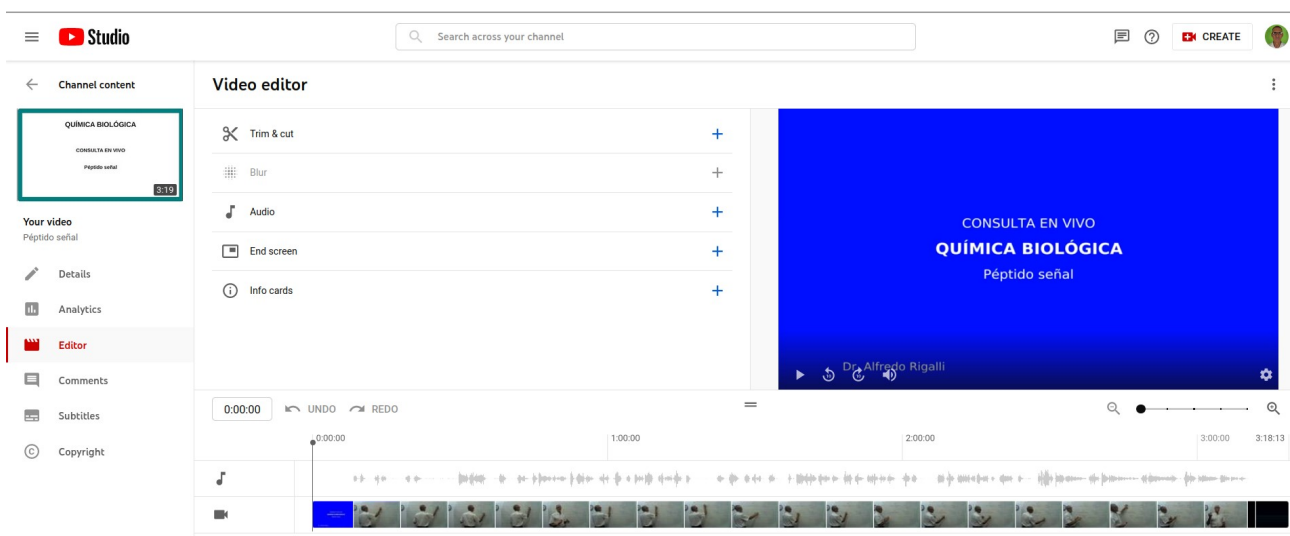 Studio
Search across your channel
CREATE
Channel content
QUÍMICA BIOLÓGICA
CONSULTA EN VIVO
Péptido señal
3:19
Your video
Péptido señal
Details
Analytics
Editor
Comments
Subtitles
Copyright
Video editor
Trim & cut
Blur
Audio
End screen
Info cards
CONSULTA EN VIVO
QUÍMICA BIOLÓGICA
Péptido señal
Dr. Alfredo Rigalli
0:00:00 UNDO REDO
0:00:00 1:00:00 2:00:00 3:00:00 3:18:13